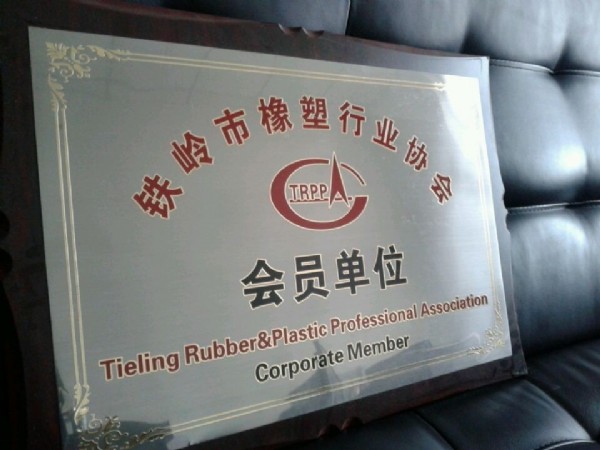 铁岭市橡塑行业协会
TRPPA
会员单位
Tieling Rubber&Plastic Professional Association
Corporate Member